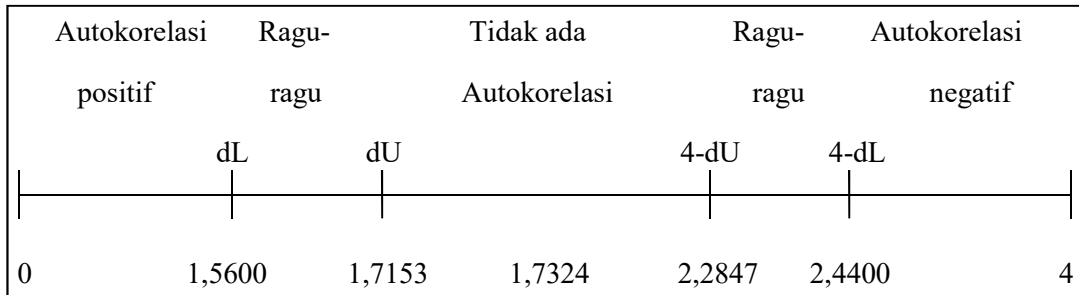 Autokorelasi Ragu- Tidak ada Ragu- Autokorelasi
positif ragu Autokorelasi ragu negatif
dL dU 4-dU 4-dL
0 1,5600 1,7153 1,7324 2,2847 2,4400 4